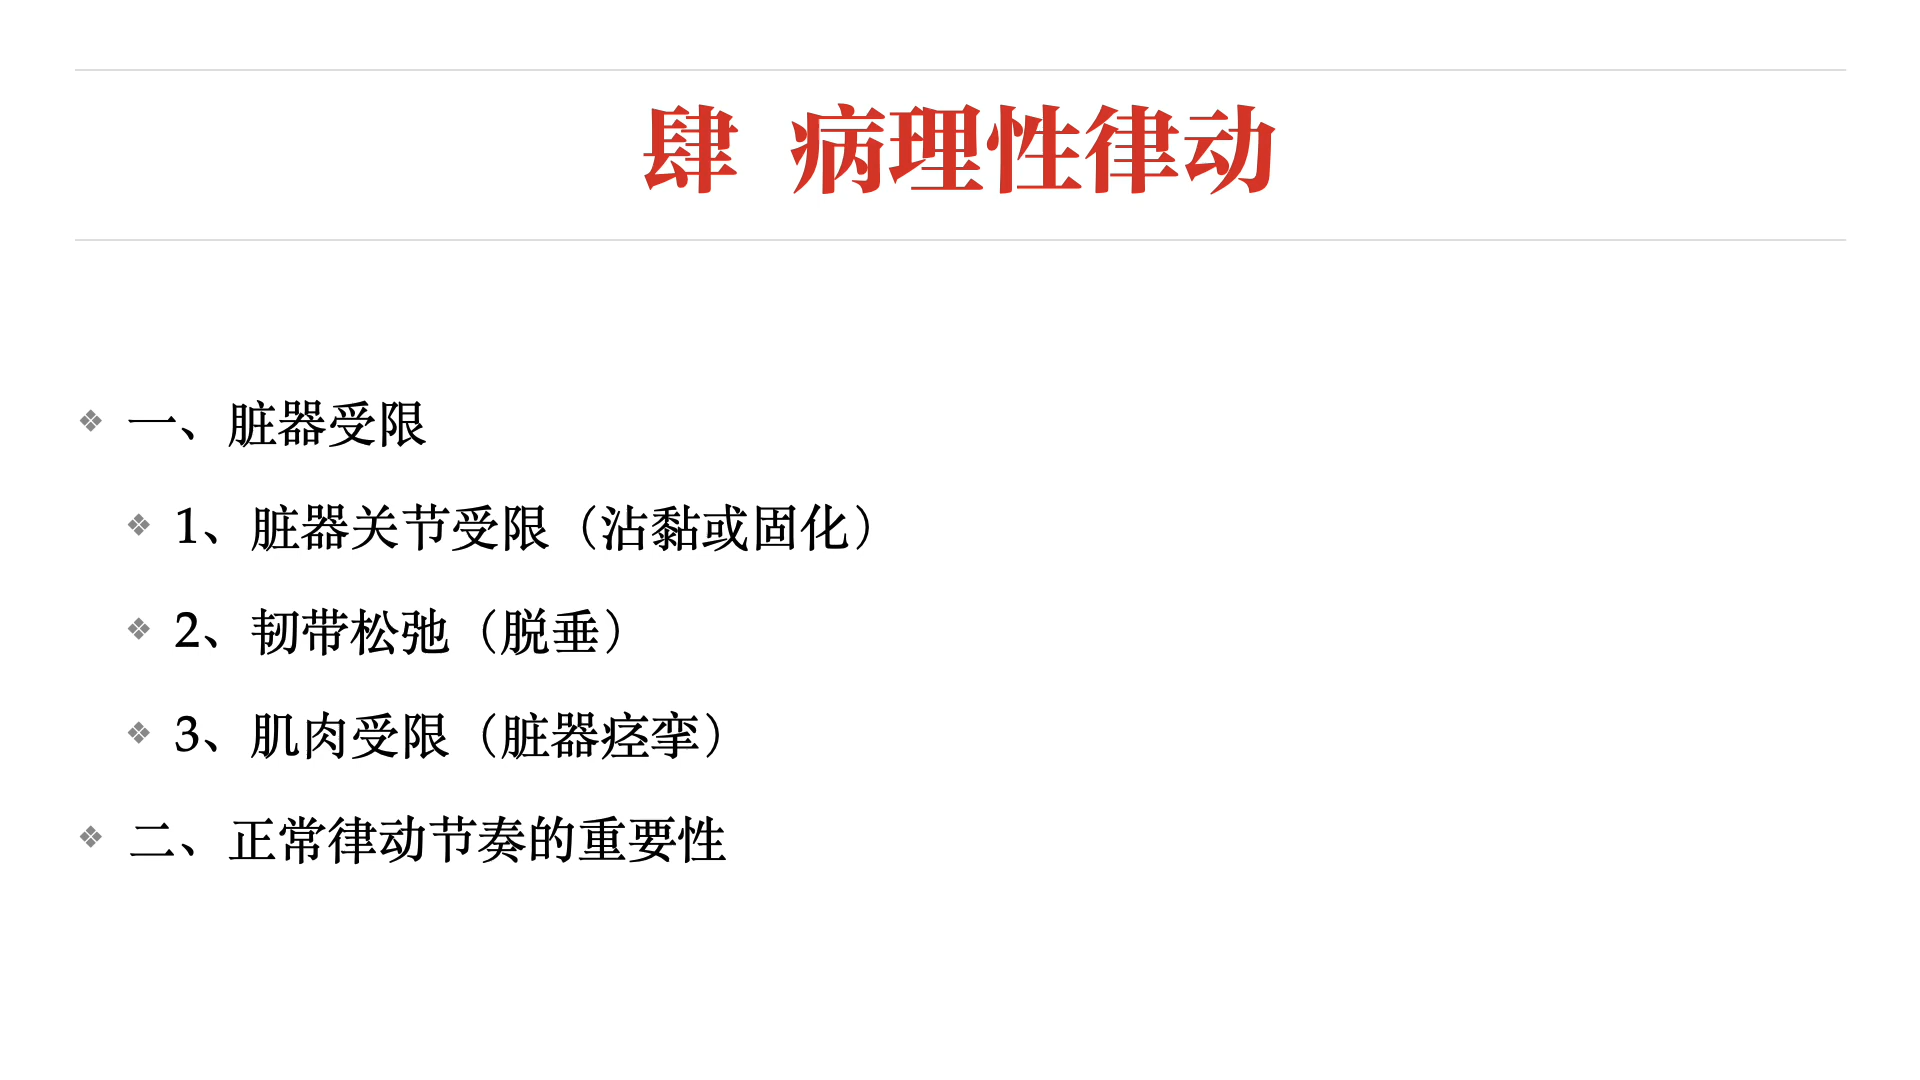 肆 病理性律动
❖ 一、脏器受限
❖ 1、脏器关节受限（沾黏或固化）
❖ 2、韧带松弛（脱垂）
❖ 3、肌肉受限（脏器痉挛）
❖ 二、正常律动节奏的重要性